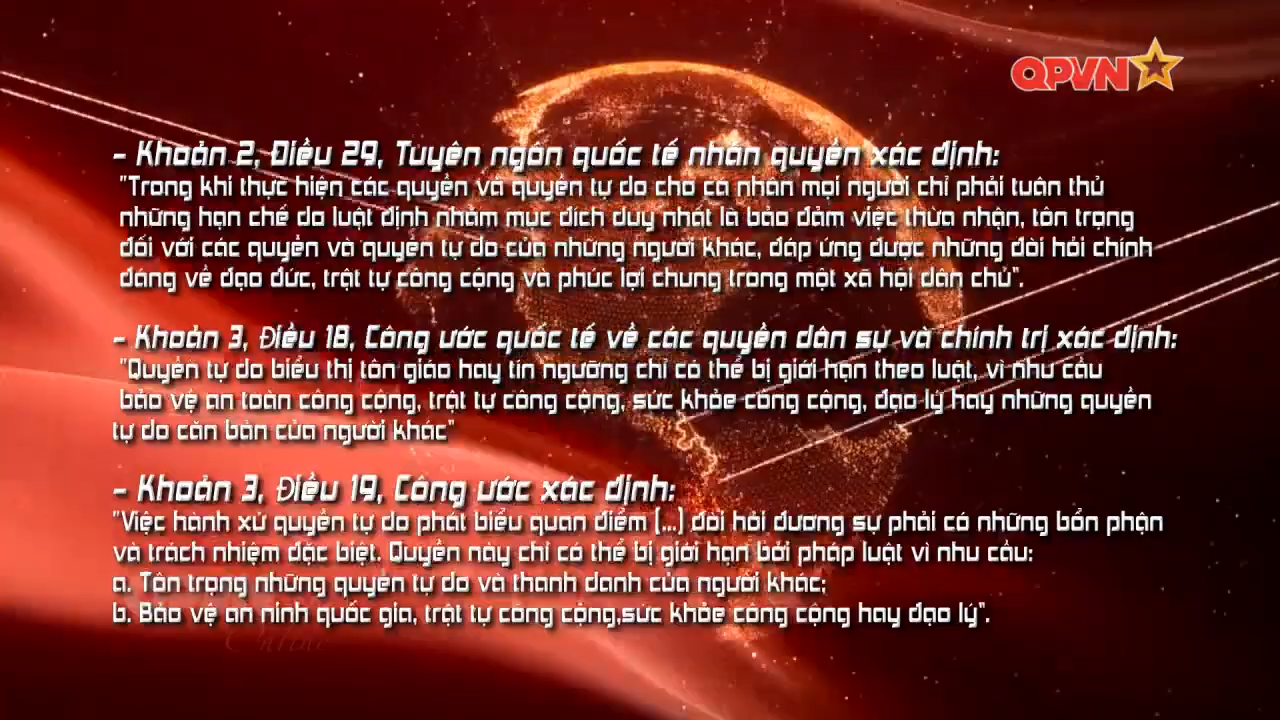 QPVN
- Khoản 2, Điều 29, Tuyên ngôn quốc tế nhân quyền xác định:
"Trong khi thực hiện các quyền và quyền tự do cho cá nhân mọi người chỉ phải tuân thủ
những hạn chế do luật định nhằm mục đích duy nhất là bảo đảm việc thừa nhận, tôn trọng
đối với các quyền và quyền tự do của những người khác, đáp ứng được những đòi hỏi chính
đáng về đạo đức, trật tự công cộng và phúc lợi chung trong một xã hội dân chủ".
- Khoản 3, Điều 18, Công ước quốc tế về các quyền dân sự và chính trị xác định:
"Quyền tự do biểu thị tôn giáo hay tín ngưỡng chỉ có thể bị giới hạn theo luật, vì như cầu
bảo vệ an toàn công cộng, trật tự công cộng, sức khỏe công cộng, đạo lý hay những quyền
tự do căn bản của người khác"
- Khoản 3, Điều 19, Công ước xác định:
"Việc hành xử quyền tự do phát biểu quan điểm (...) đòi hỏi đương sự phải có những bổn phận
và trách nhiệm đặc biệt. Quyền này chỉ có thể bị giới hạn bởi pháp luật vì như cầu:
a. Tôn trọng những quyền tự do và thanh danh của người khác;
b. Bảo vệ an ninh quốc gia, trật tự công cộng,sức khỏe công cộng hay đạo lý".
Online